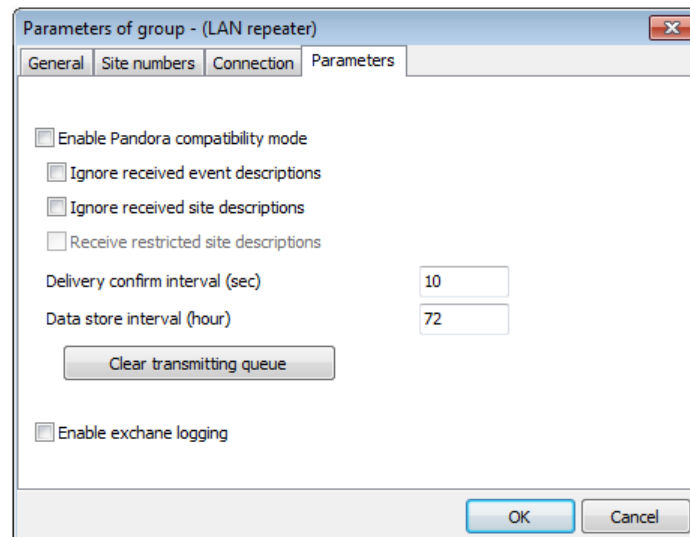 Parameters of group - (LAN repeater)
General Site numbers Connection Parameters
Enable Pandora compatibility mode
Ignore received event descriptions
Ignore received site descriptions
Receive restricted site descriptions
Delivery confirm interval (sec) 10
Data store interval (hour) 72
Clear transmitting queue
Enable exchane logging
OK Cancel